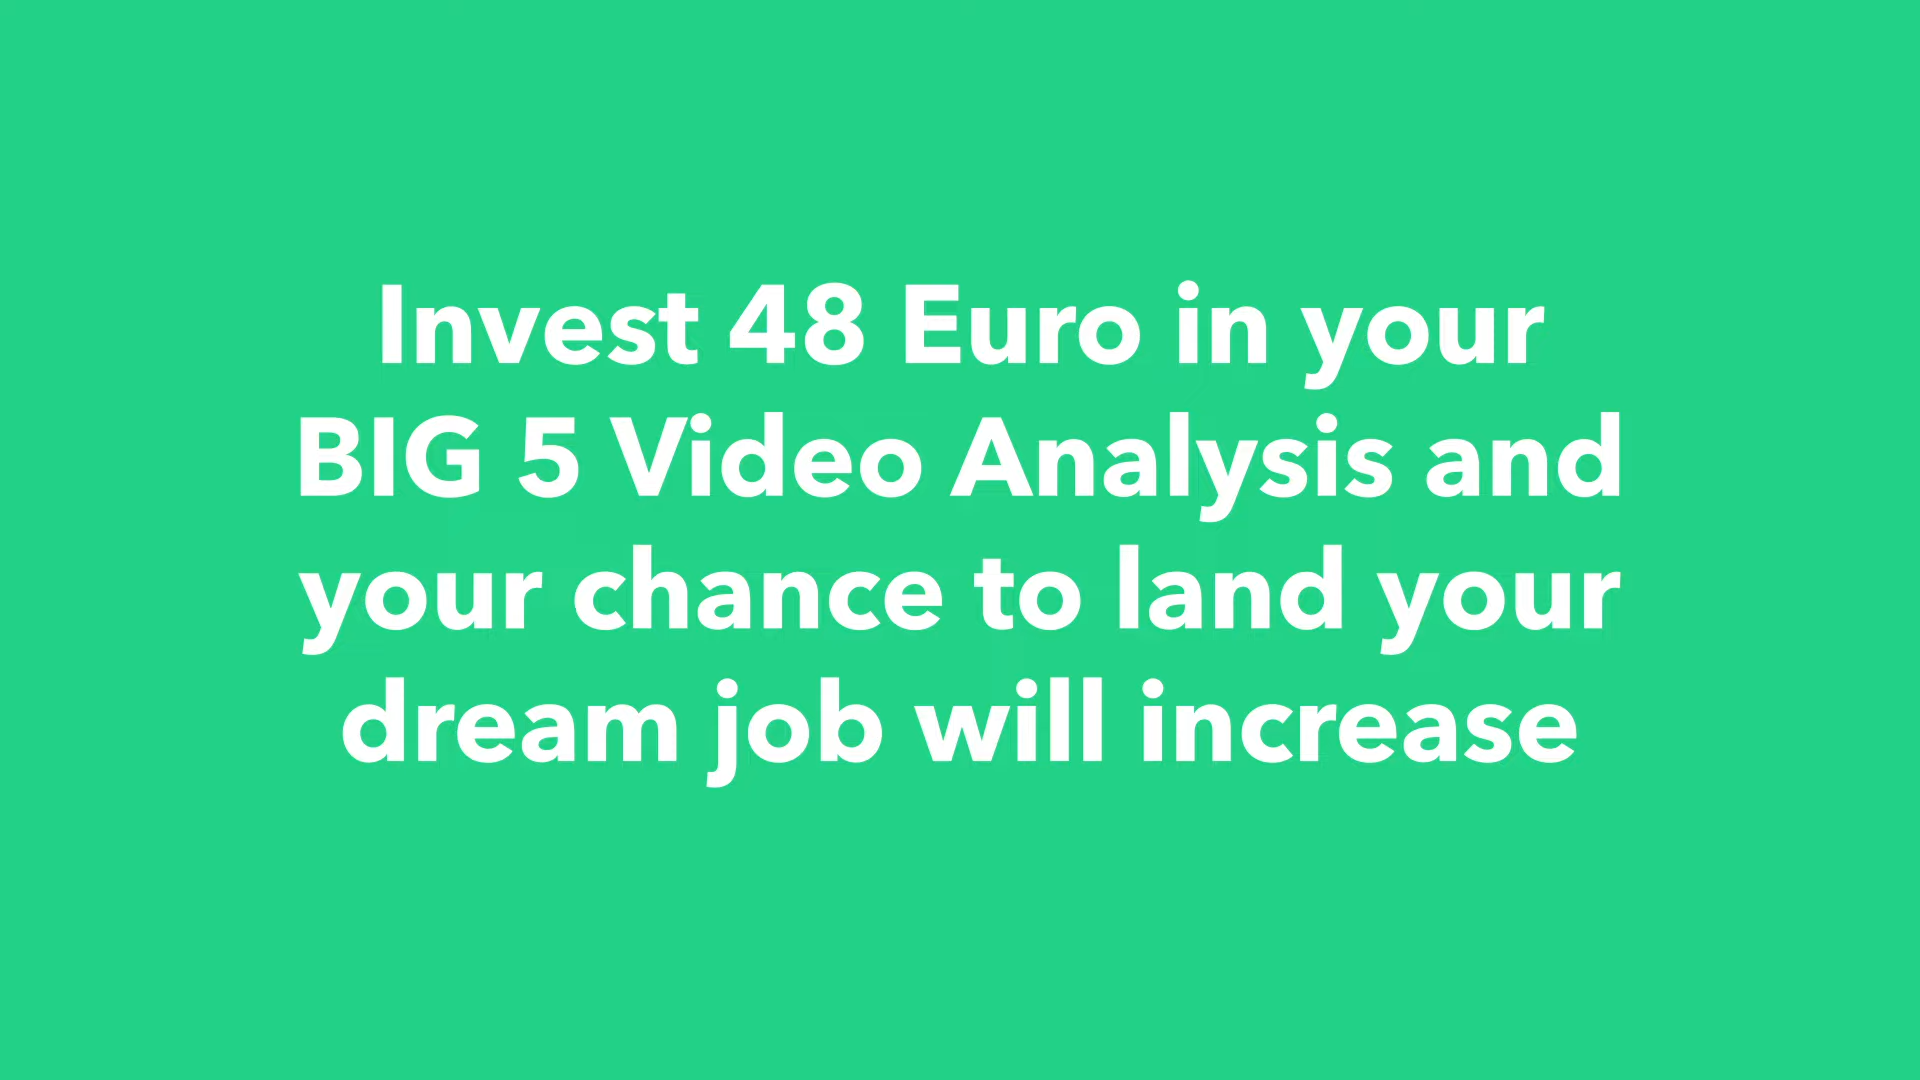 Invest 48 Euro in your
BIG 5 Video Analysis and
your chance to land your
dream job will increase